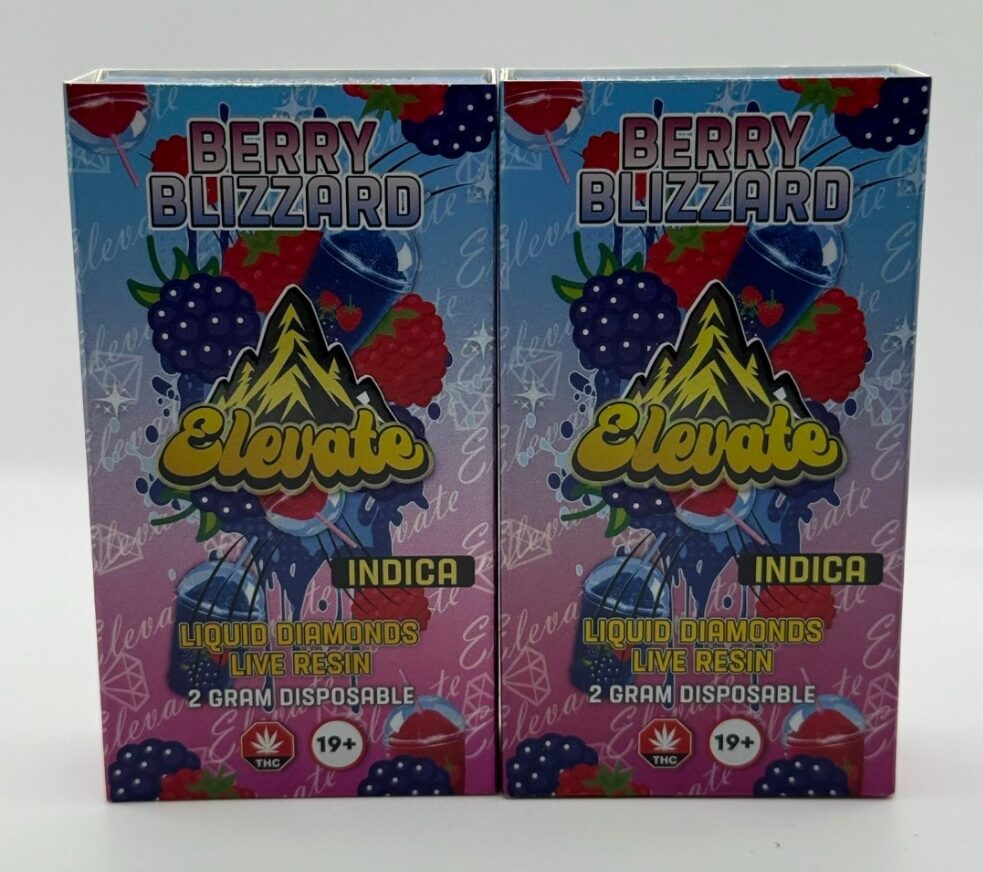 BERRY
BLIZZARD
Elevate
INDICA
LIQUID DIAMONDS
LIVE RESIN
2 GRAM DISPOSABLE
THC
19+
BERRY
BLIZZARD
Elevate
INDICA
LIQUID DIAMONDS
LIVE RESIN
2 GRAM DISPOSABLE
THC
19+